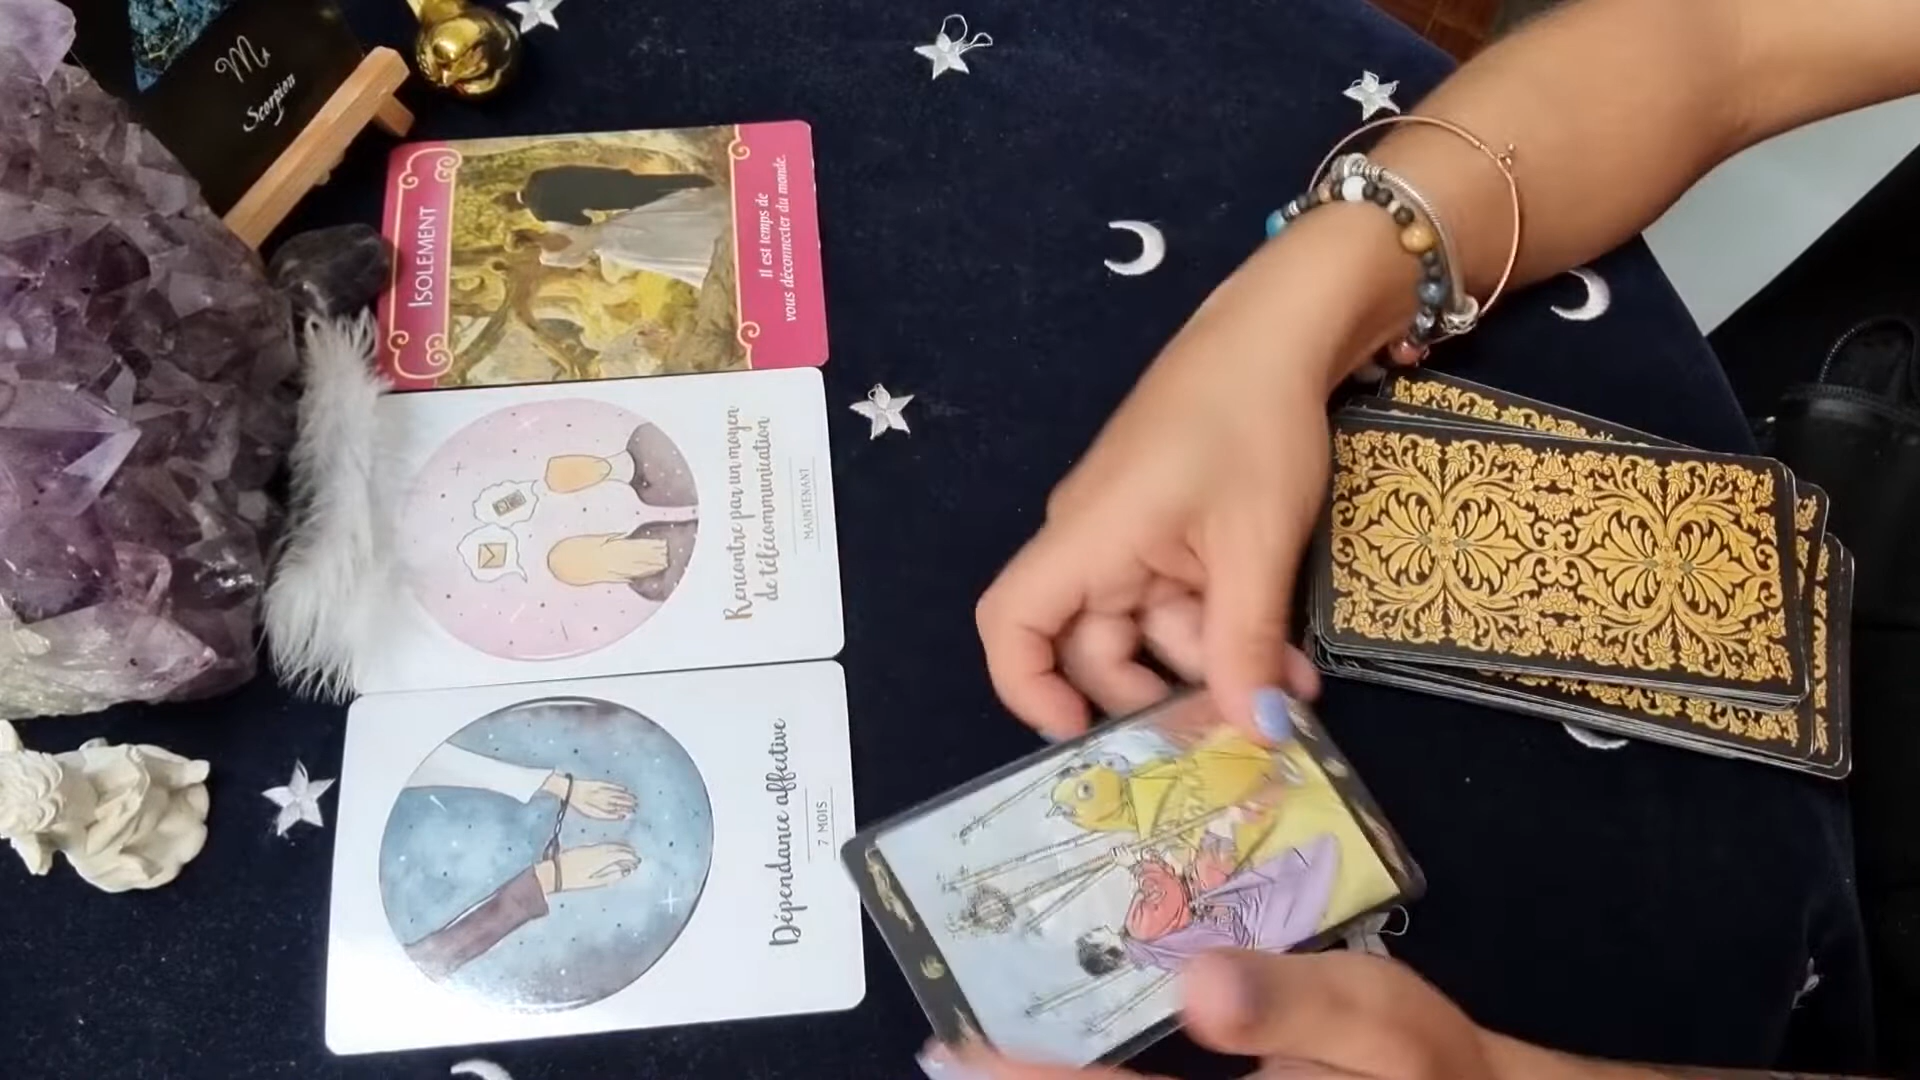 M
Scorpion
ISOLEMENT
Il est temps de
vous déconnecter du monde.
Rencontre par un moyen
de télécommunication
MAINTENANT
Dépendance affective
7 MOIS